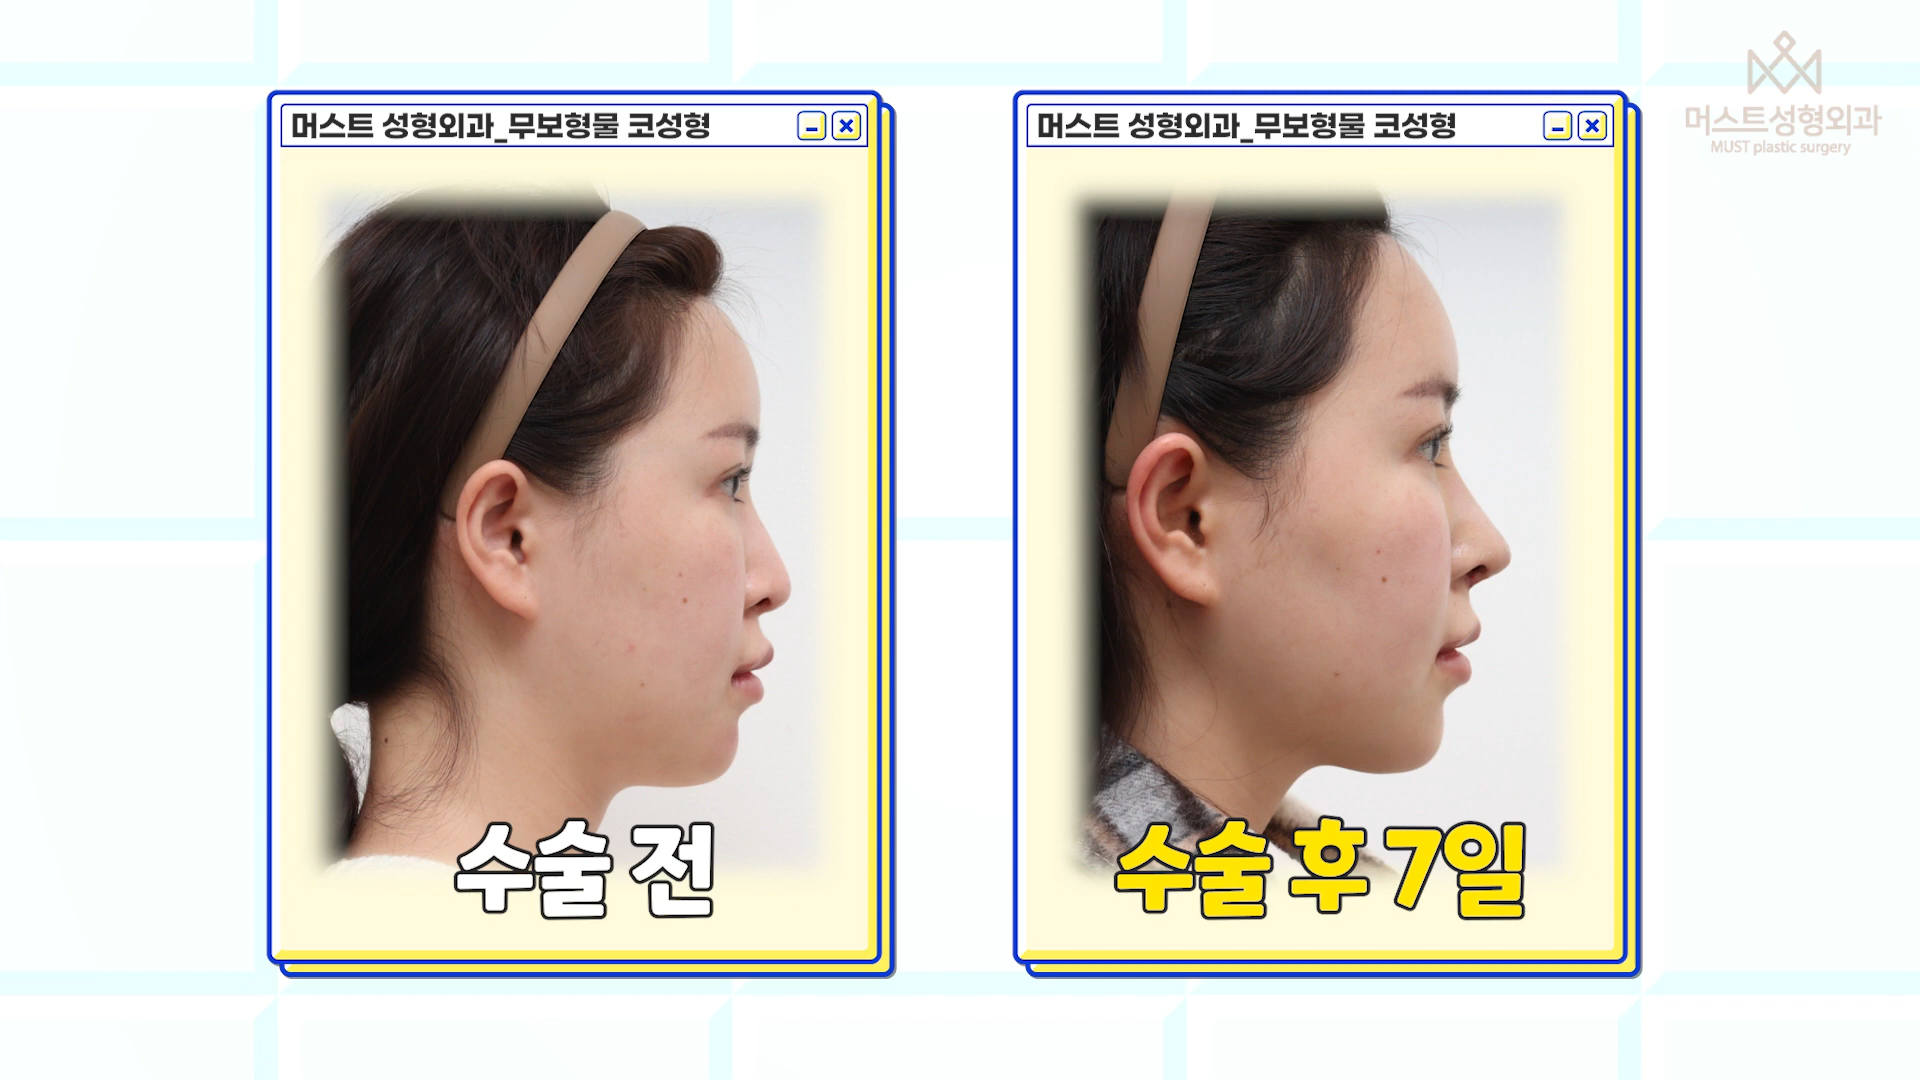 머스트 성형외과_무보형물 코성형
수술 전
머스트 성형외과_무보형물 코성형
수술 후 7일
머스트성형외과
MUST plastic surgery